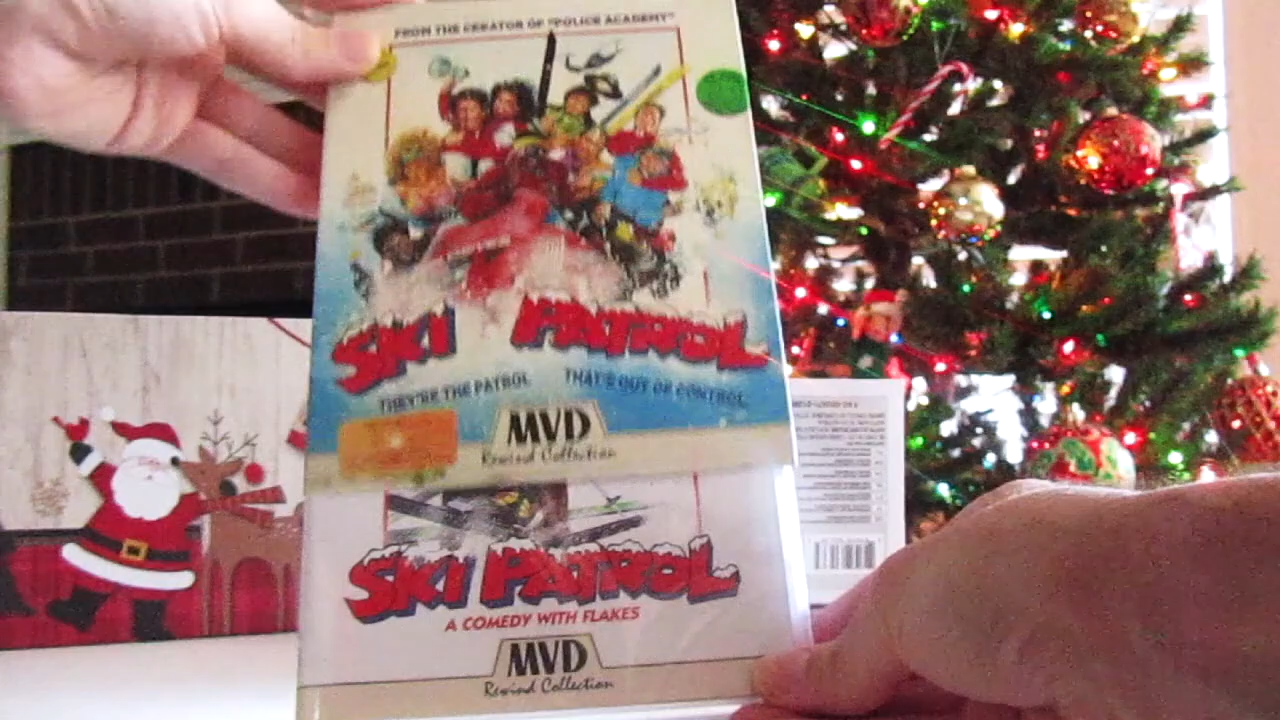 FROM THE CREATOR OF "POLICE ACADEMY"
SKI PATROL
THEY'RE THE PATROL THAT'S OUT OF CONTROL
MVD
Rewind Collection
SKI PATROL
A COMEDY WITH FLAKES
MVD
Rewind Collection